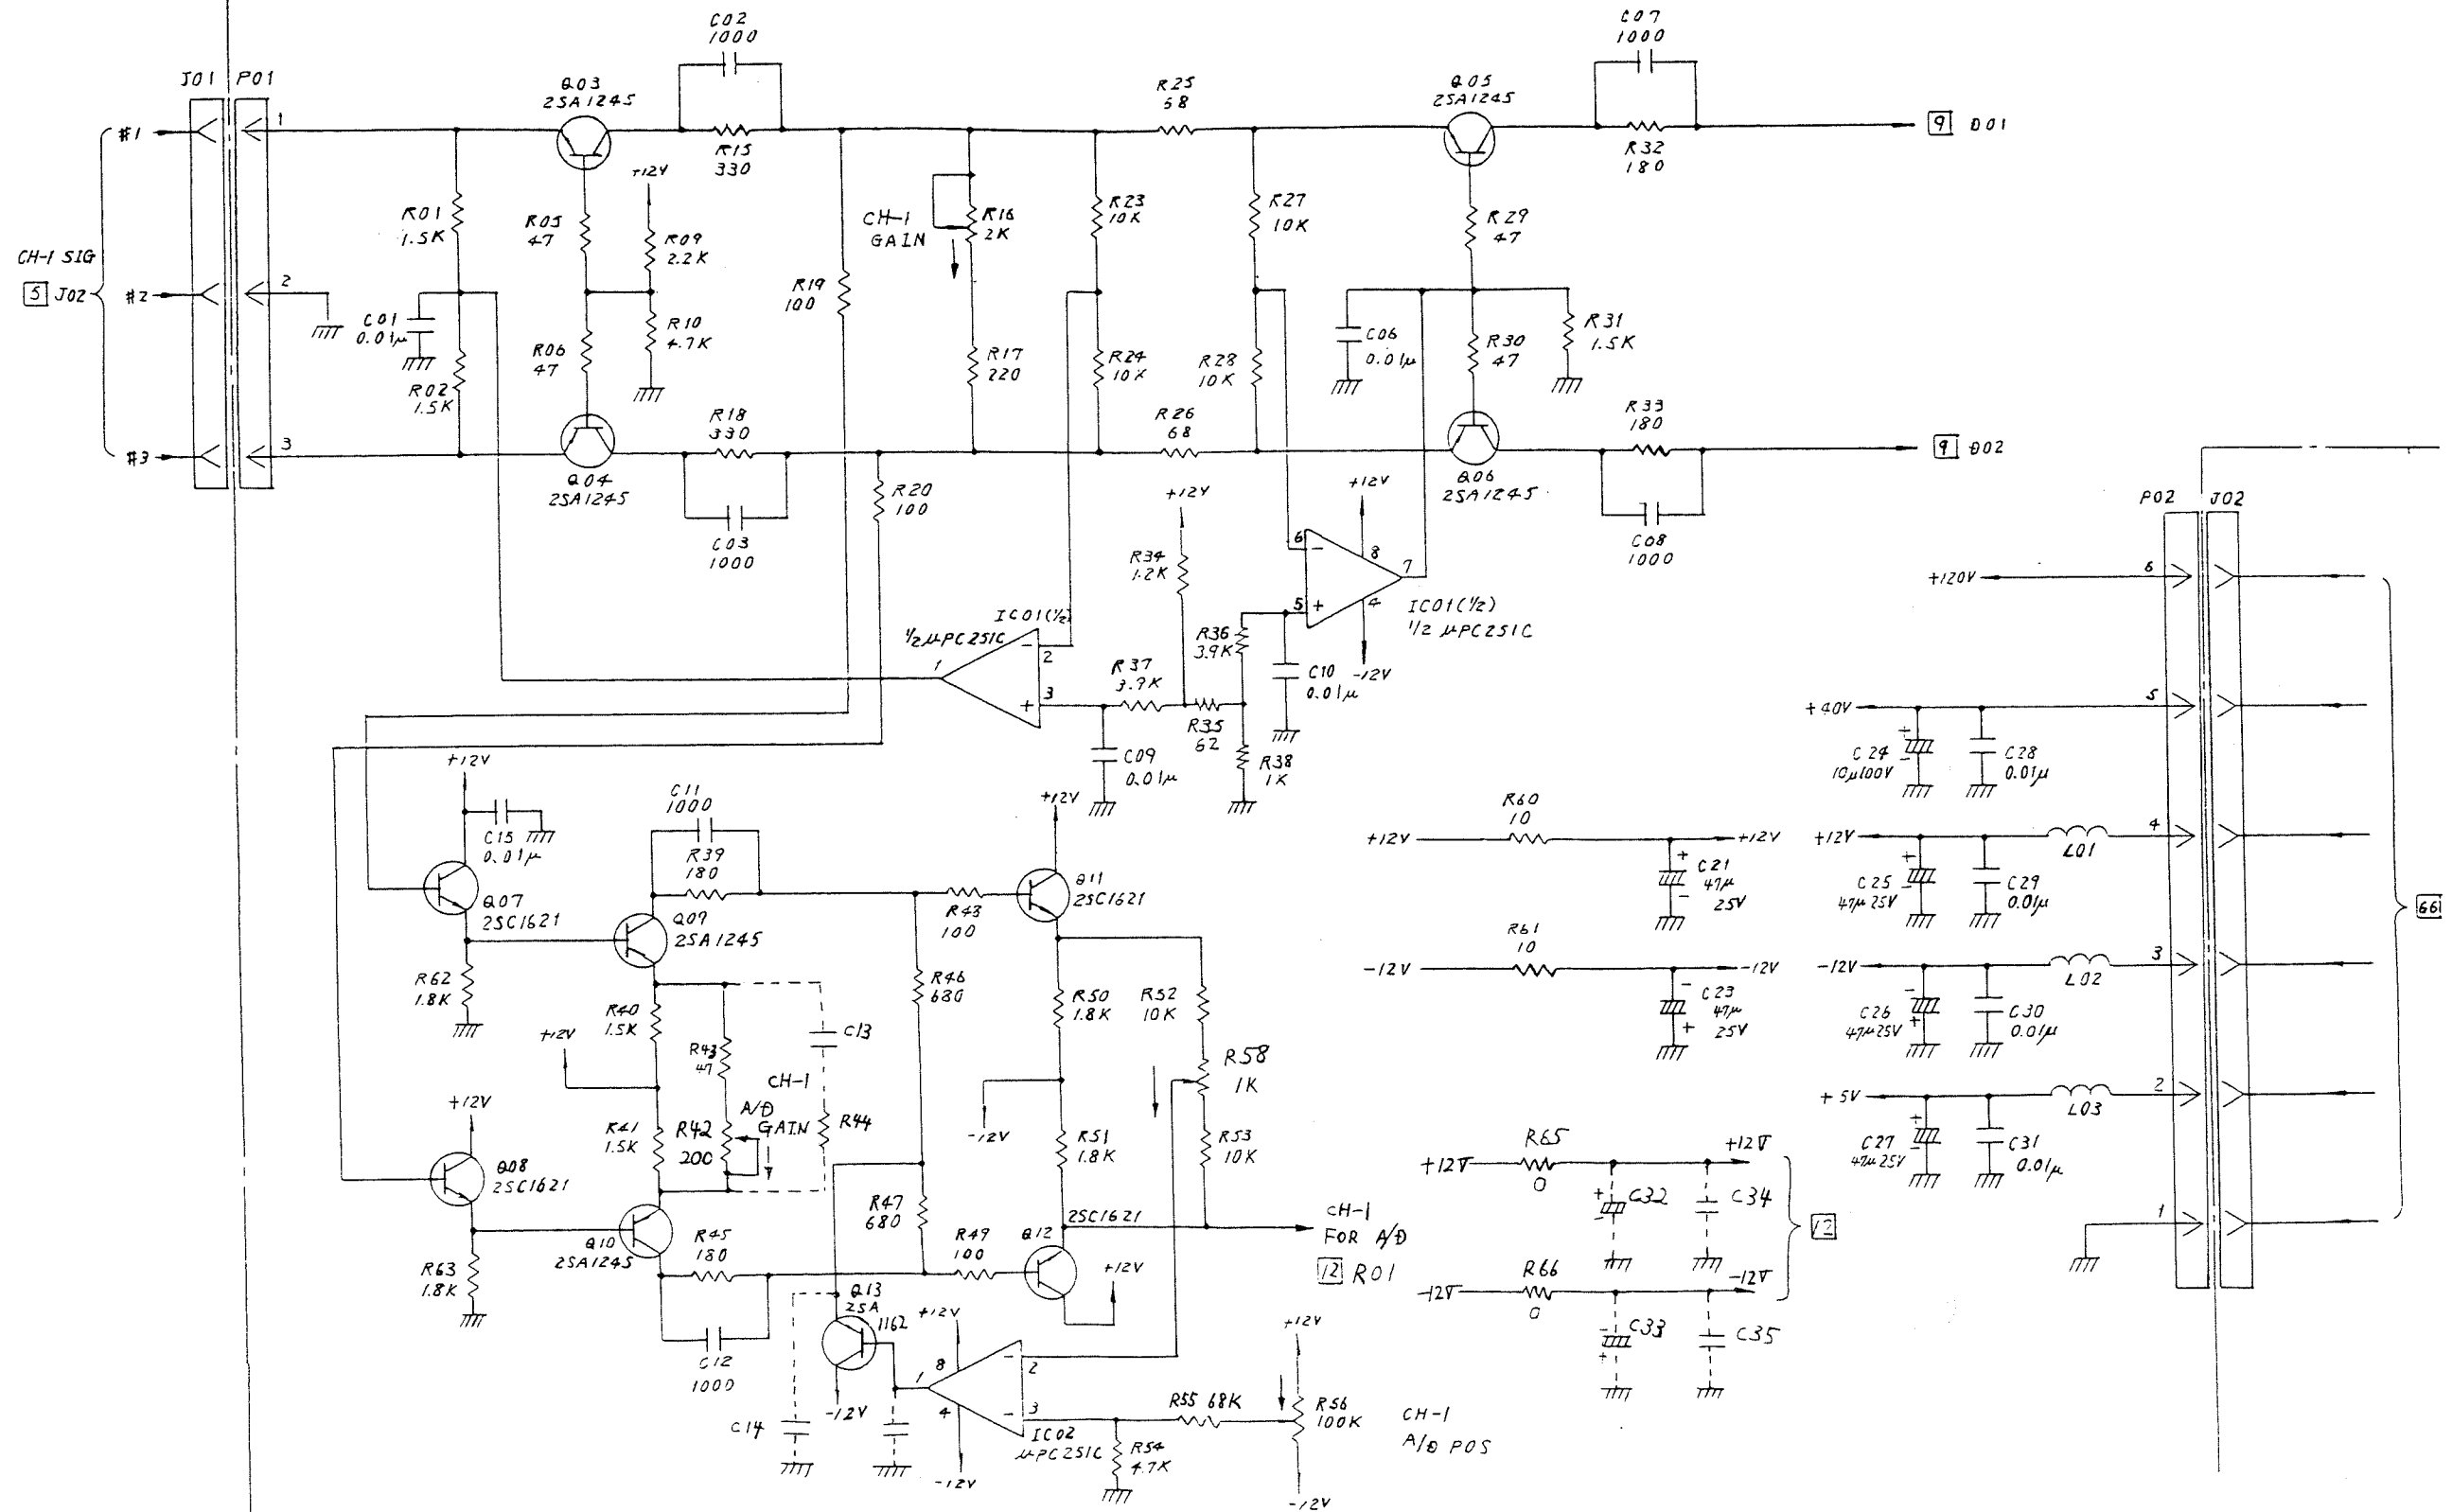 C02
1000
C07
1000
J01 P01
Q03
2SA1245
R25
68
Q05
2SA1245
#1
1
R15
330
+12V
R32
180
9 D01
R01
1.5K
R05
47
R09
2.2K
CH-1
GAIN
R16
2K
R23
10K
R27
10K
R29
47
CH-1 SIG
5 J02
#2
2
R19
100
C01
0.01μ
R10
4.7K
R06
47
R02
1.5K
R17
220
R24
10K
R28
10K
C06
0.01μ
R30
47
R31
1.5K
R18
330
R26
68
R33
180
#3
3
9 D02
Q04
2SA1245
R20
100
+12V
+12V
Q06
2SA1245
P02 J02
C03
1000
R34
1.2K
6
-
8
7
C08
1000
+120V
6
5
+
4
IC01(1/2)
1/2 μPC251C
IC01(1/2)
1/2μPC251C
R36
3.9K
-
2
1
R37
3.9K
C10
0.01μ
-12V
+
3
R35
62
+40V
5
+
-
C24
10μ100V
C28
0.01μ
C09
0.01μ
R38
1K
+12V
C11
1000
+12V
R60
10
C15
0.01μ
R39
180
+12V
+12V
+
-
C21
47μ
25V
+12V
4
L01
+
-
C25
47μ25V
C29
0.01μ
Q07
2SC1621
Q09
2SA1245
R43
100
Q11
2SC1621
66
R61
10
R62
1.8K
R46
680
-12V
-12V
-
+
C23
47μ
25V
-12V
3
L02
-
+
C26
47μ25V
C30
0.01μ
R40
1.5K
C13
R50
1.8K
R52
10K
+12V
R43
47
R58
1K
CH-1
A/D
GAIN
+12V
R41
1.5K
R42
200
R44
-12V
R51
1.8K
R53
10K
+5V
2
L03
+
-
C27
47μ25V
C31
0.01μ
Q08
2SC1621
R65
0
+12V
+12V
R47
680
+
-
C32
C34
12
2SC1621
CH-1
FOR A/D
12 R01
1
Q10
2SA1245
R45
180
R49
100
Q12
R63
1.8K
+12V
R66
0
-12V
-12V
Q13
2SA
1162
+12V
-
+
C33
C35
C12
1000
8
-
2
+12V
1
-12V
4
-
3
R55 68K
R56
100K
C14
IC02
μPC251C
R54
4.7K
CH-1
A/D POS
-12V
-12V